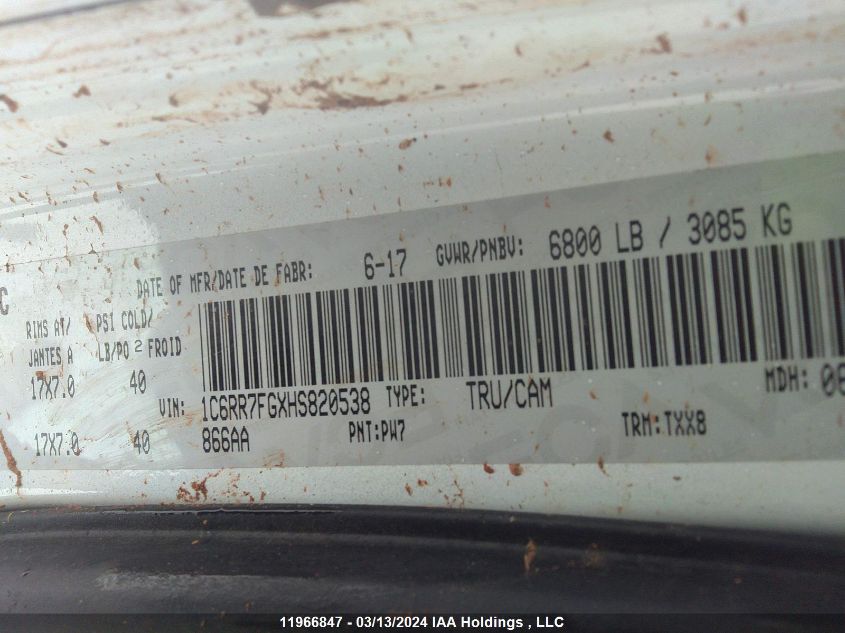 DATE OF MFR/DATE DE FABR: 6-17 GVWR/PNBV: 6800 LB / 3085 KG
C
RIMS AT/ PSI COLD/
JANTES A LB/PO 2 FROID
17X7.0 40
VIN: 1C6RR7FGXHS820538 TYPE: TRU/CAM MDH: 06
17X7.0 40 866AA PNT:PW7 TRM:TXX8
11966847 - 03/13/2024 IAA Holdings , LLC